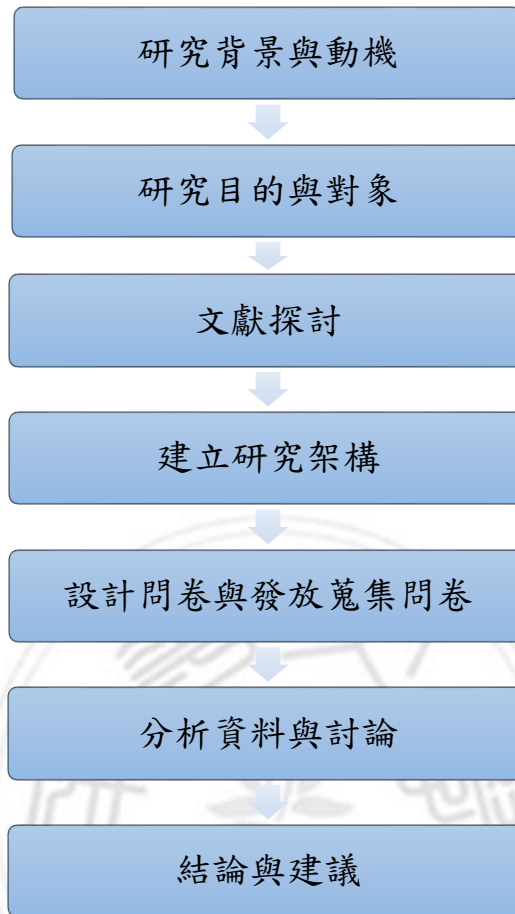 研究背景與動機
研究目的與對象
文獻探討
建立研究架構
設計問卷與發放蒐集問卷
分析資料與討論
結論與建議